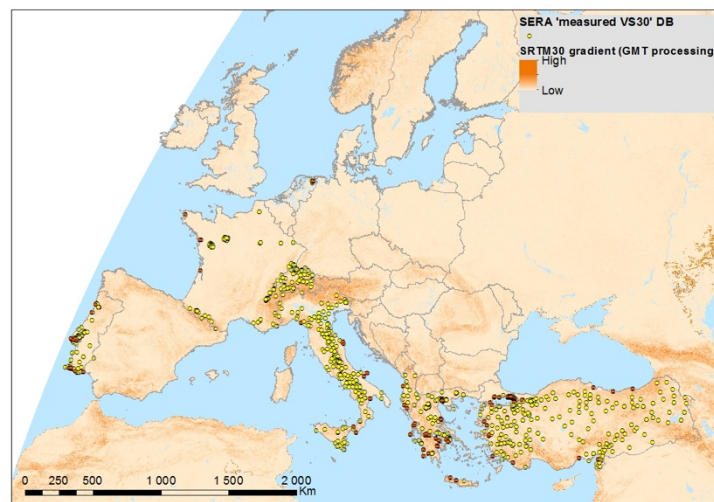 SERA 'measured VS30' DB
SRTM30 gradient (GMT processing
High
Low
0 250 500 1 000 1 500 2 000
Km